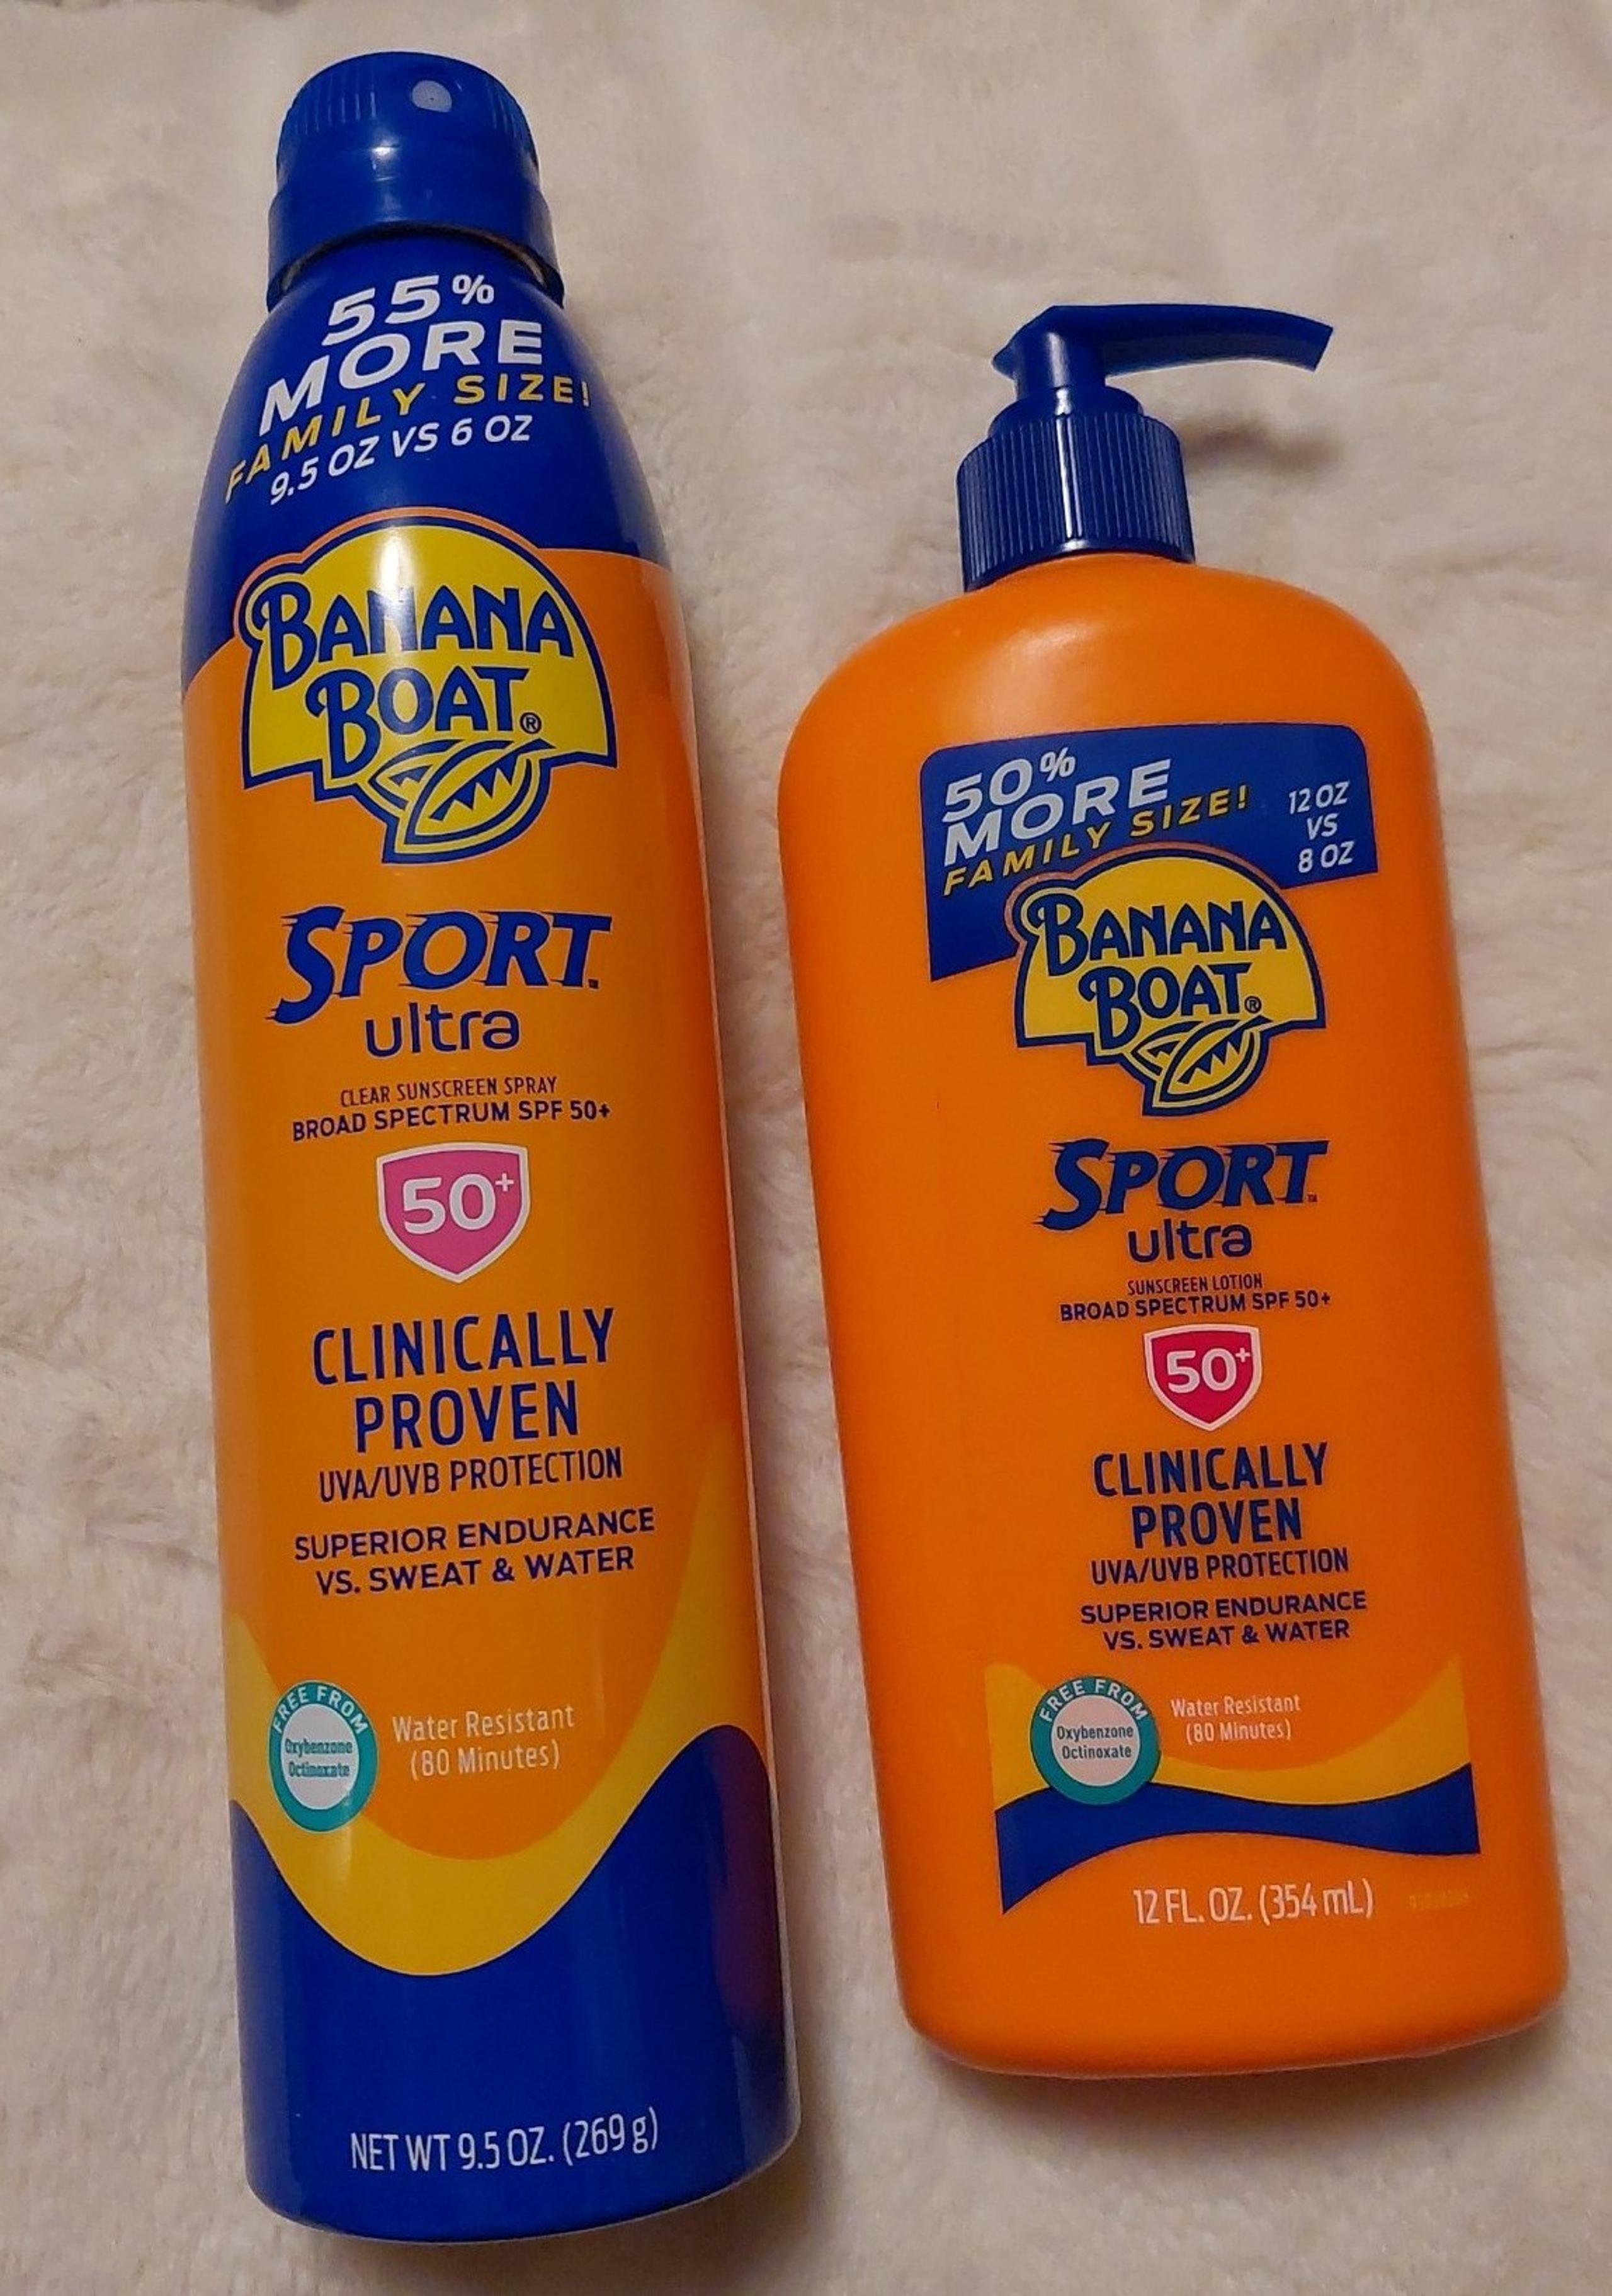 55%
MORE
FAMILY SIZE!
9.5 OZ VS 6 OZ
BANANA
BOAT®
SPORT™
ultra
CLEAR SUNSCREEN SPRAY
BROAD SPECTRUM SPF 50+
50+
CLINICALLY
PROVEN
UVA/UVB PROTECTION
SUPERIOR ENDURANCE
VS. SWEAT & WATER
FREE FROM
Oxybenzone
Octinoxate
Water Resistant
(80 Minutes)
NET WT 9.5 OZ. (269 g)
50%
MORE
FAMILY SIZE!
12 OZ
VS
8 OZ
BANANA
BOAT®
SPORT™
ultra
SUNSCREEN LOTION
BROAD SPECTRUM SPF 50+
50+
CLINICALLY
PROVEN
UVA/UVB PROTECTION
SUPERIOR ENDURANCE
VS. SWEAT & WATER
FREE FROM
Oxybenzone
Octinoxate
Water Resistant
(80 Minutes)
12 FL. OZ. (354 mL)